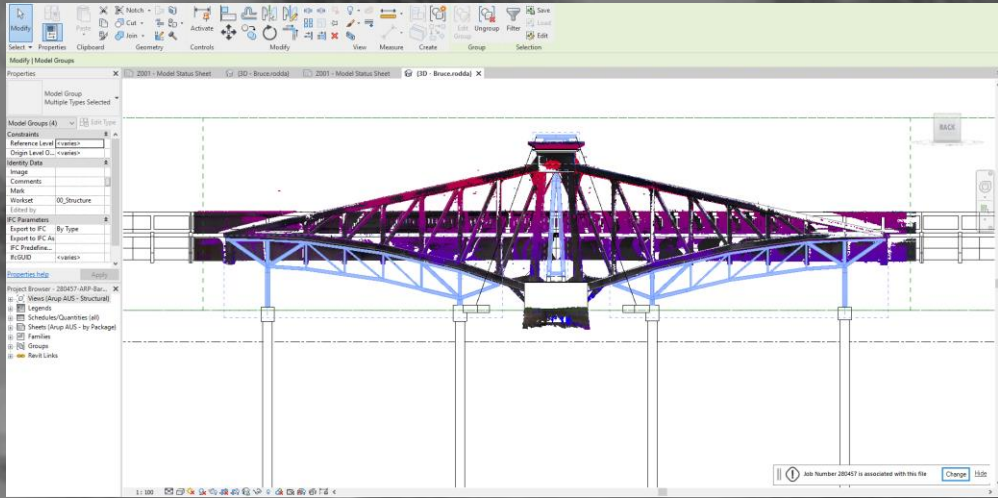 Notch
Save
Cut
Load
Modify
Paste
Join
Activate
Edit Group
Ungroup
Filter
Edit
Select
Properties
Clipboard
Geometry
Controls
Modify
View
Measure
Create
Group
Selection
Modify | Model Groups
Properties
Z001 - Model Status Sheet
{3D - Bruce.rodda}
Z001 - Model Status Sheet
{3D - Bruce.rodda}
Model Group
Multiple Types Selected
Model Groups (4)
Edit Type
Constraints
Reference Level <varies>
Origin Level O... <varies>
Identity Data
Image
Comments
Mark
Workset 00_Structure
Edited by
IFC Parameters
Export to IFC By Type
Export to IFC As
IFC Predefine...
IfcGUID <varies>
Properties help
Apply
Project Browser - 280457-ARP-Bar...
Views (Arup AUS - Structural)
Legends
Schedules/Quantities (all)
Sheets (Arup AUS - by Package)
Families
Groups
Revit Links
BACK
Job Number 280457 is associated with this file
Change
Hide
1 : 100